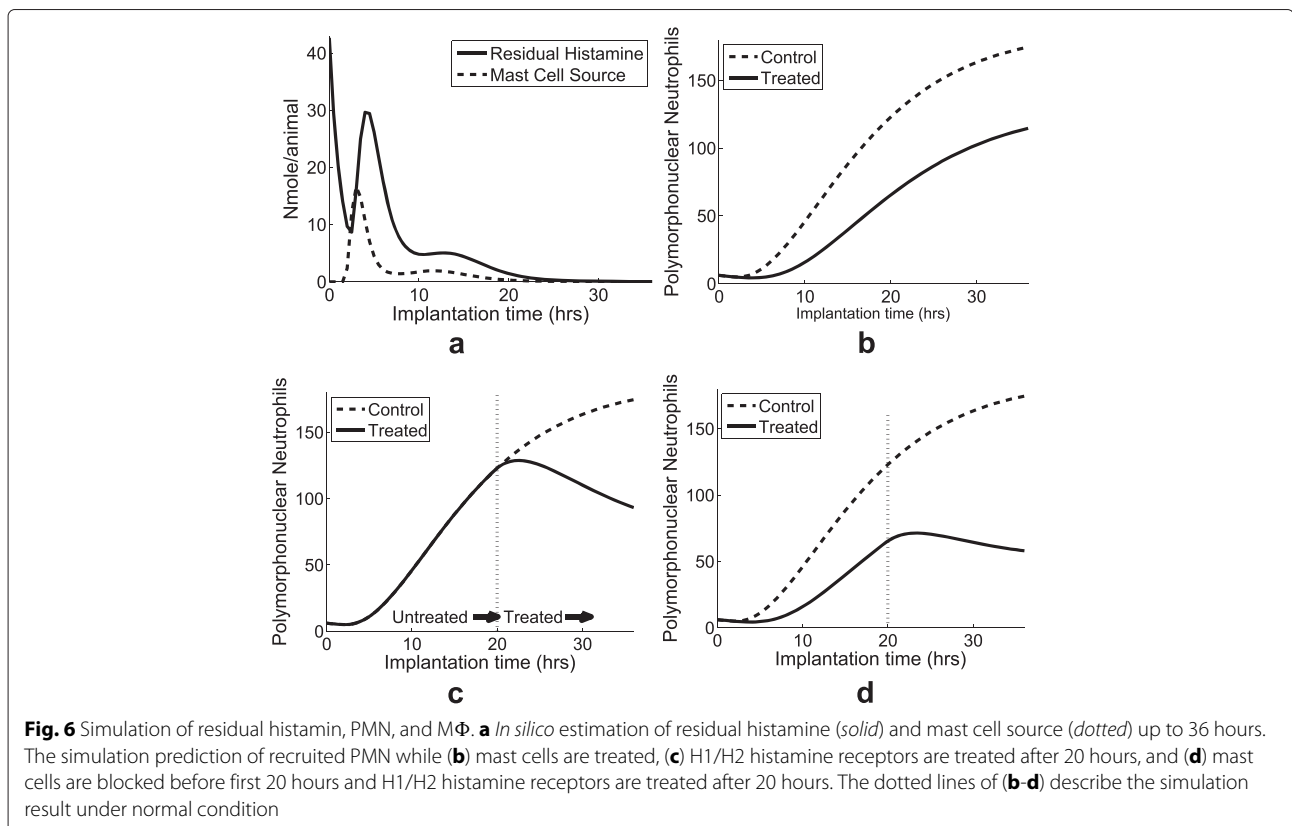 Residual Histamine
Mast Cell Source
Nmole/animal
40
30
20
10
0
0 10 20 30
Implantation time (hrs)
a
Control
Treated
Polymorphonuclear Neutrophils
150
100
50
0
0 10 20 30
Implantation time (hrs)
b
Control
Treated
Polymorphonuclear Neutrophils
150
100
50
0
Untreated Treated
0 10 20 30
Implantation time (hrs)
c
Control
Treated
Polymorphonuclear Neutrophils
150
100
50
0
0 10 20 30
Implantation time (hrs)
d
Fig. 6 Simulation of residual histamin, PMN, and MΦ. a In silico estimation of residual histamine (solid) and mast cell source (dotted) up to 36 hours.
The simulation prediction of recruited PMN while (b) mast cells are treated, (c) H1/H2 histamine receptors are treated after 20 hours, and (d) mast
cells are blocked before first 20 hours and H1/H2 histamine receptors are treated after 20 hours. The dotted lines of (b-d) describe the simulation
result under normal condition